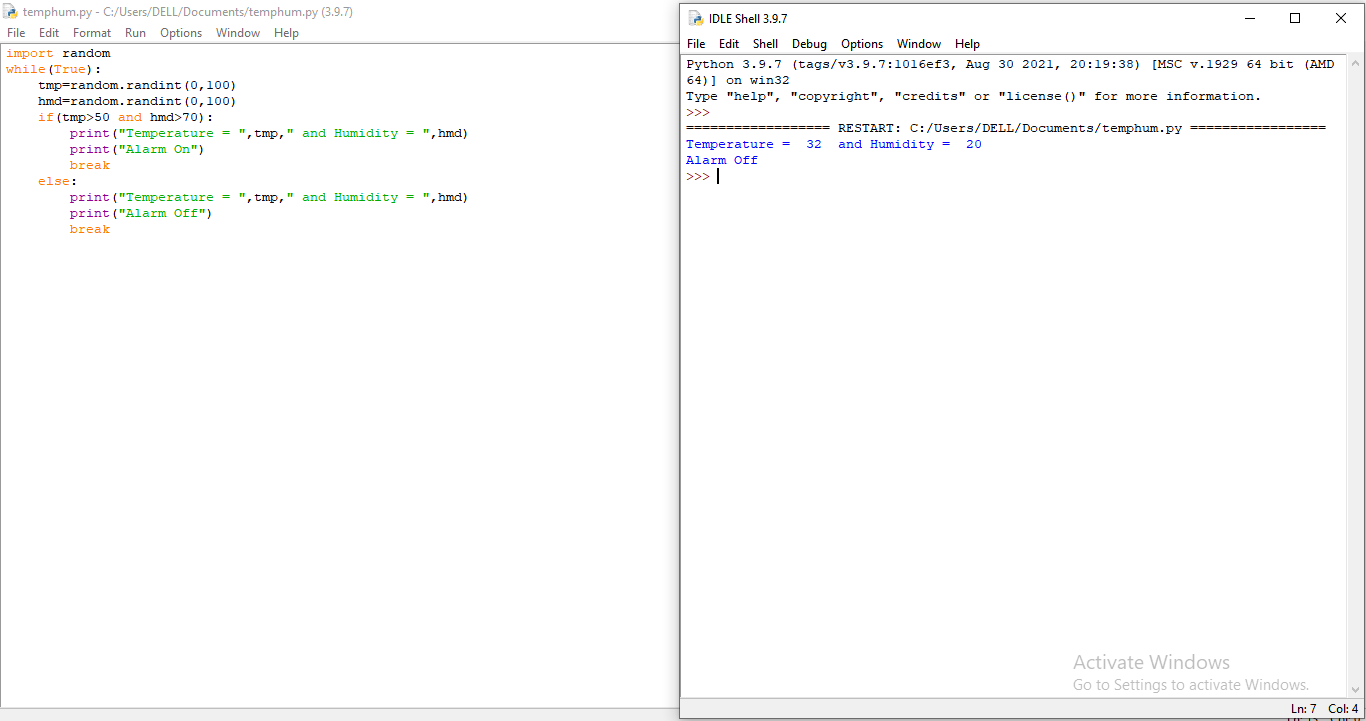 temphum.py - C:/Users/DELL/Documents/temphum.py (3.9.7)
File Edit Format Run Options Window Help
import random
while(True):
    tmp=random.randint(0,100)
    hmd=random.randint(0,100)
    if(tmp>50 and hmd>70):
        print("Temperature = ",tmp," and Humidity = ",hmd)
        print("Alarm On")
        break
    else:
        print("Temperature = ",tmp," and Humidity = ",hmd)
        print("Alarm Off")
        break
IDLE Shell 3.9.7
File Edit Shell Debug Options Window Help
Python 3.9.7 (tags/v3.9.7:1016ef3, Aug 30 2021, 20:19:38) [MSC v.1929 64 bit (AMD
64)] on win32
Type "help", "copyright", "credits" or "license()" for more information.
>>>
================== RESTART: C:/Users/DELL/Documents/temphum.py =================
Temperature =  32  and Humidity =  20
Alarm Off
>>>
Activate Windows
Go to Settings to activate Windows.
Ln: 7 Col: 4